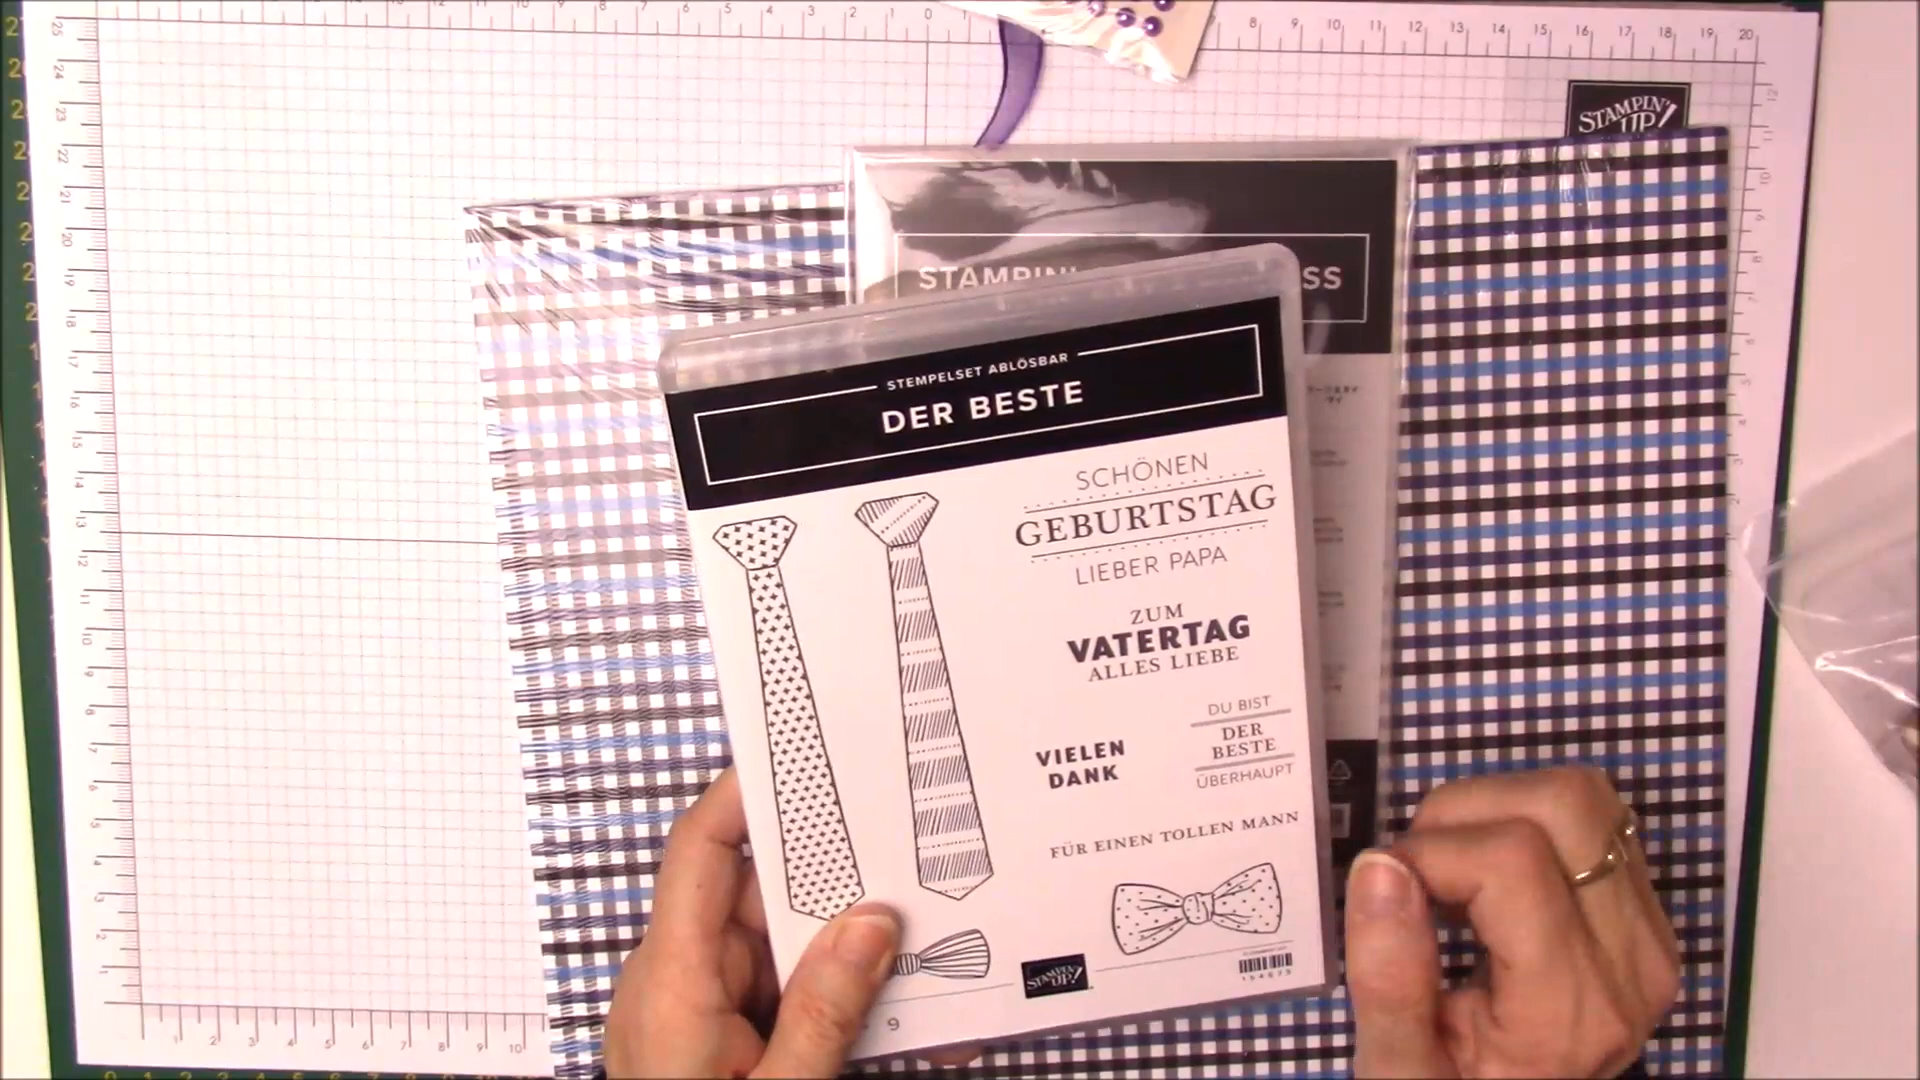 STAMPIN' UP!
STAMPIN'
SS
STEMPELSET ABLÖSBAR
DER BESTE
SCHÖNEN
GEBURTSTAG
LIEBER PAPA
ZUM
VATERTAG
ALLES LIEBE
DU BIST
DER
BESTE
ÜBERHAUPT
VIELEN
DANK
FÜR EINEN TOLLEN MANN
STAMPIN' UP!
9